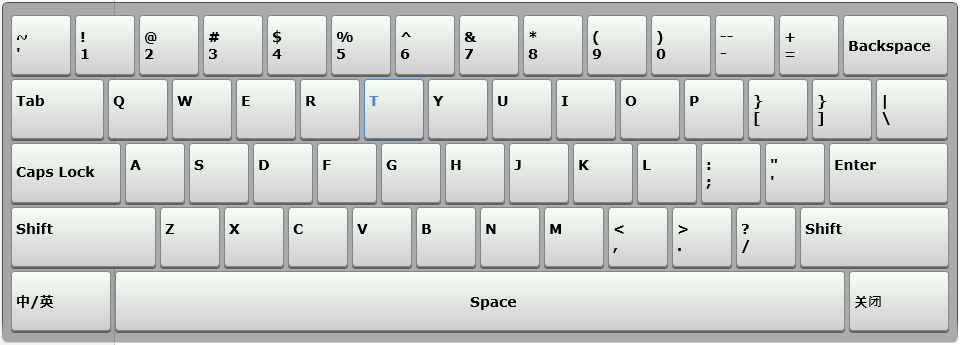 ~ ! @ # $ % ^ & * ( ) -- +
' 1 2 3 4 5 6 7 8 9 0 - = Backspace
Tab Q W E R T Y U I O P } } |
[ ] \
Caps Lock A S D F G H J K L : " Enter
; '
Shift Z X C V B N M < > ? Shift
, . /
中/英 Space 关闭